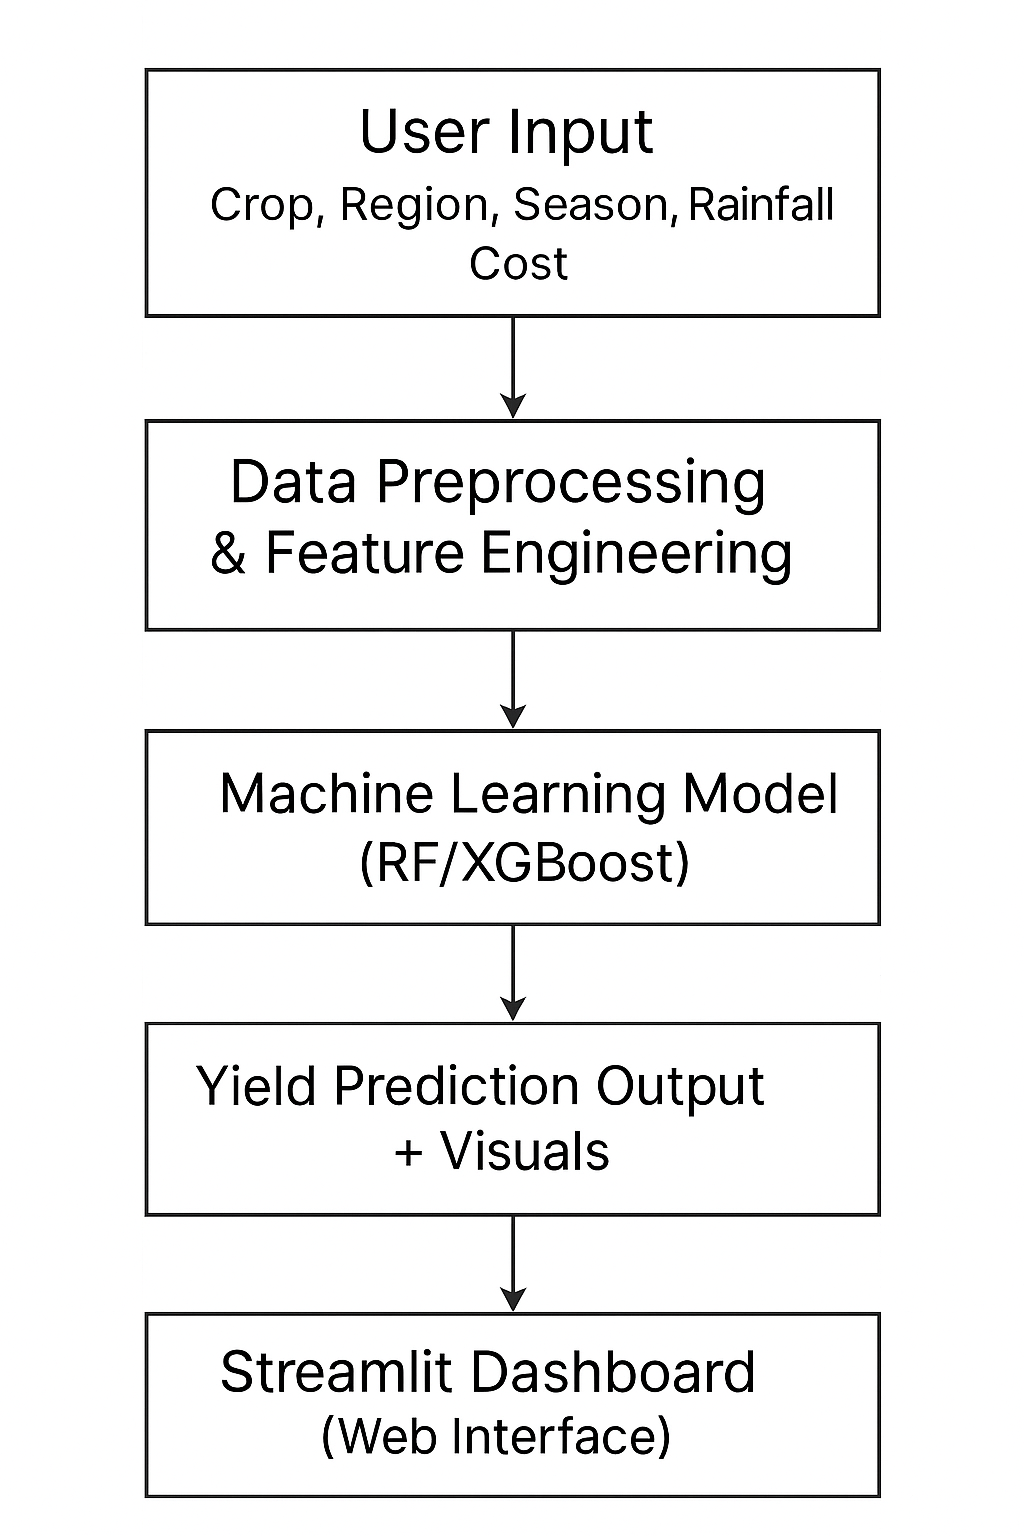 User Input
Crop, Region, Season, Rainfall
Cost
Data Preprocessing
& Feature Engineering
Machine Learning Model
(RF/XGBoost)
Yield Prediction Output
+ Visuals
Streamlit Dashboard
(Web Interface)